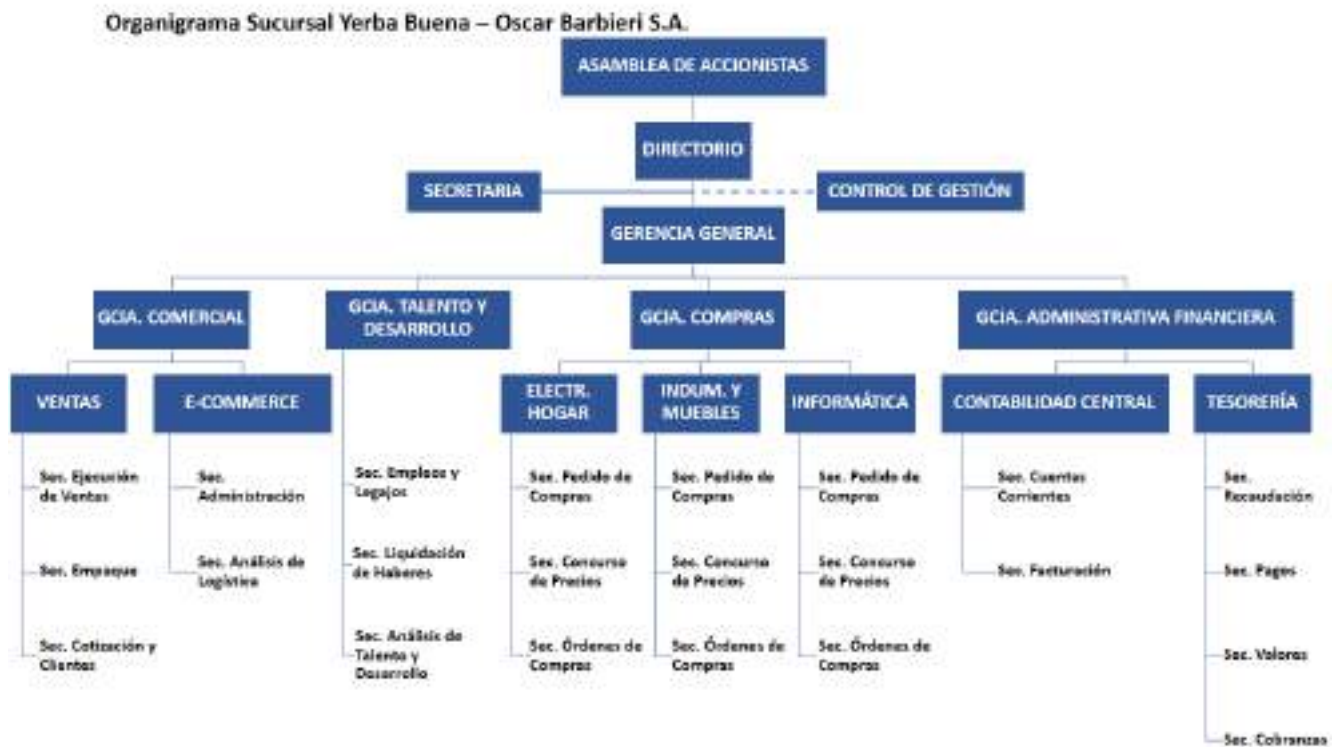 Organigrama Sucursal Yerba Buena – Oscar Barbieri S.A.
ASAMBLEA DE ACCIONISTAS
DIRECTORIO
SECRETARIA
CONTROL DE GESTIÓN
GERENCIA GENERAL
GCIA. COMERCIAL
GCIA. TALENTO Y
DESARROLLO
GCIA. COMPRAS
GCIA. ADMINISTRATIVA FINANCIERA
VENTAS
E-COMMERCE
ELECTR.
HOGAR
INDUM. Y
MUEBLES
INFORMÁTICA
CONTABILIDAD CENTRAL
TESORERÍA
Sec. Ejecución
de Ventas
Sec. Empaque
Sec. Cotización y
Clientes
Sec.
Administración
Sec. Análisis de
Logística
Sec. Empleos y
Legajos
Sec. Liquidación
de Haberes
Sec. Análisis de
Talento y
Desarrollo
Sec. Pedido de
Compras
Sec. Concurso
de Precios
Sec. Órdenes de
Compras
Sec. Pedido de
Compras
Sec. Concurso
de Precios
Sec. Órdenes de
Compras
Sec. Pedido de
Compras
Sec. Concurso
de Precios
Sec. Órdenes de
Compras
Sec. Cuentas
Corrientes
Sec. Facturación
Sec.
Recaudación
Sec. Pagos
Sec. Valores
Sec. Cobranzas